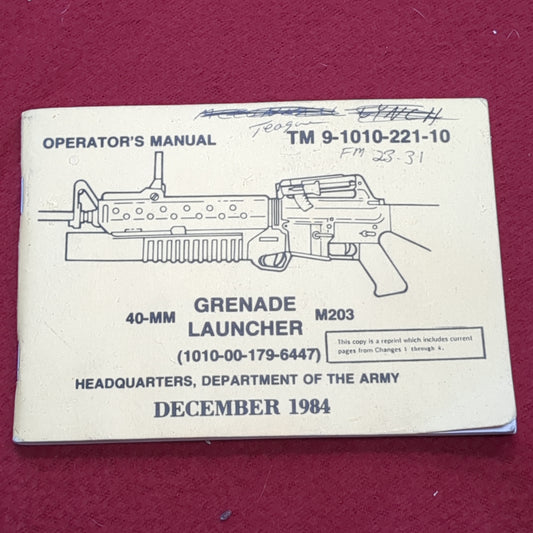 LYNCH
Teague
OPERATOR'S MANUAL TM 9-1010-221-10
FM 23-31
40-MM GRENADE LAUNCHER M203
(1010-00-179-6447)
This copy is a reprint which includes current
pages from Changes 1 through 4.
HEADQUARTERS, DEPARTMENT OF THE ARMY
DECEMBER 1984